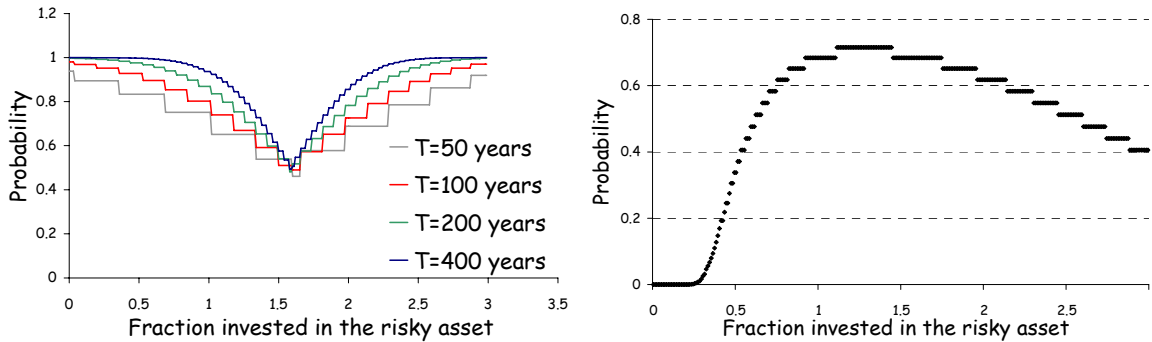 1.2
1
0.8
0.6
0.4
0.2
0
Probability
T=50 years
T=100 years
T=200 years
T=400 years
0 0.5 1 1.5 2 2.5 3 3.5
Fraction invested in the risky asset
0.8
0.6
0.4
0.2
0
Probability
0 0.5 1 1.5 2 2.5
Fraction invested in the risky asset